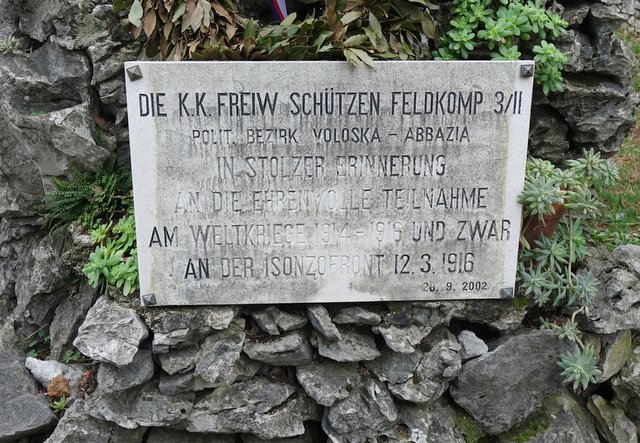 DIE K.K. FREIW SCHÜTZEN FELDKOMP 3/II
POLIT. BEZIRK VOLOSKA - ABBAZIA
IN STOLZER ERINNERUNG
AN DIE EHRENVOLLE TEILNAHME
AM WELTKRIEGE 1914-1916 UND ZWAR
AN DER ISONZOFRONT 12. 3. 1916
26. 9. 2002